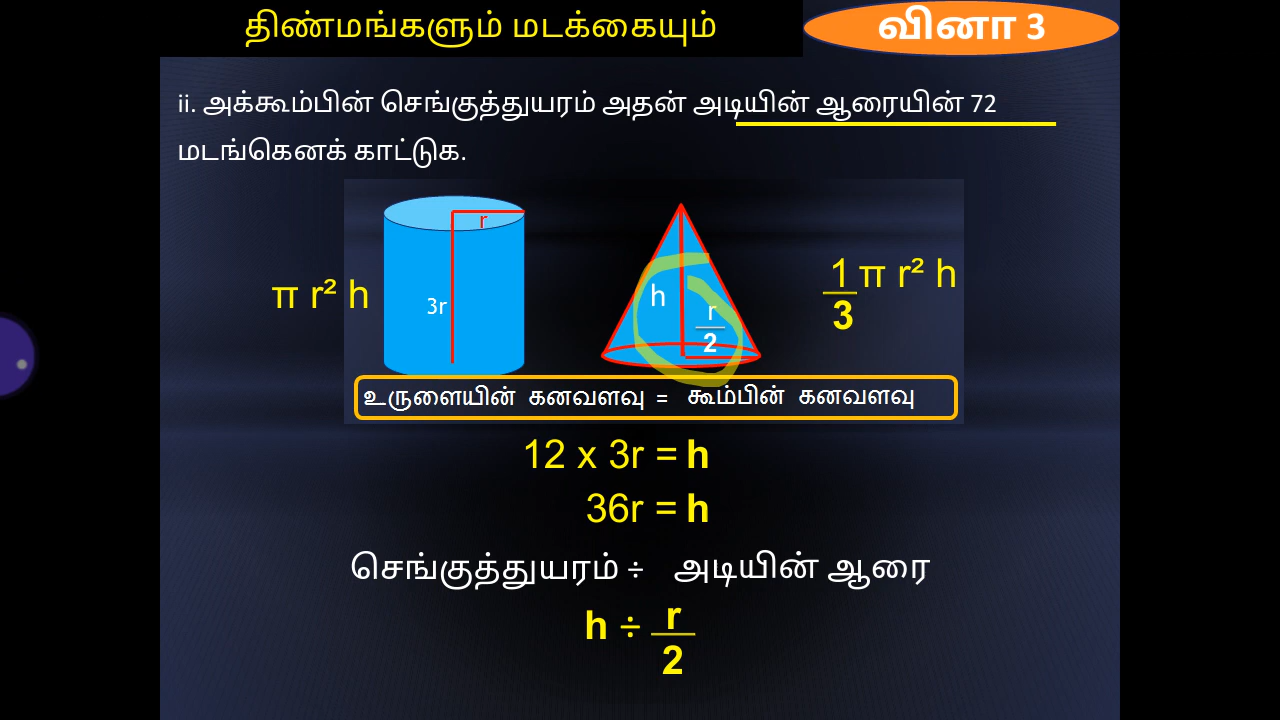 திண்மங்களும் மடக்கையும்
வினா 3
ii. அக்கூம்பின் செங்குத்துயரம் அதன் அடியின் ஆரையின் 72
மடங்கெனக் காட்டுக.
r
3r
π r² h
h
r
2
1
3
π r² h
உருளையின் கனவளவு = கூம்பின் கனவளவு
12 x 3r = h
36r = h
செங்குத்துயரம் ÷ அடியின் ஆரை
h ÷ r
2